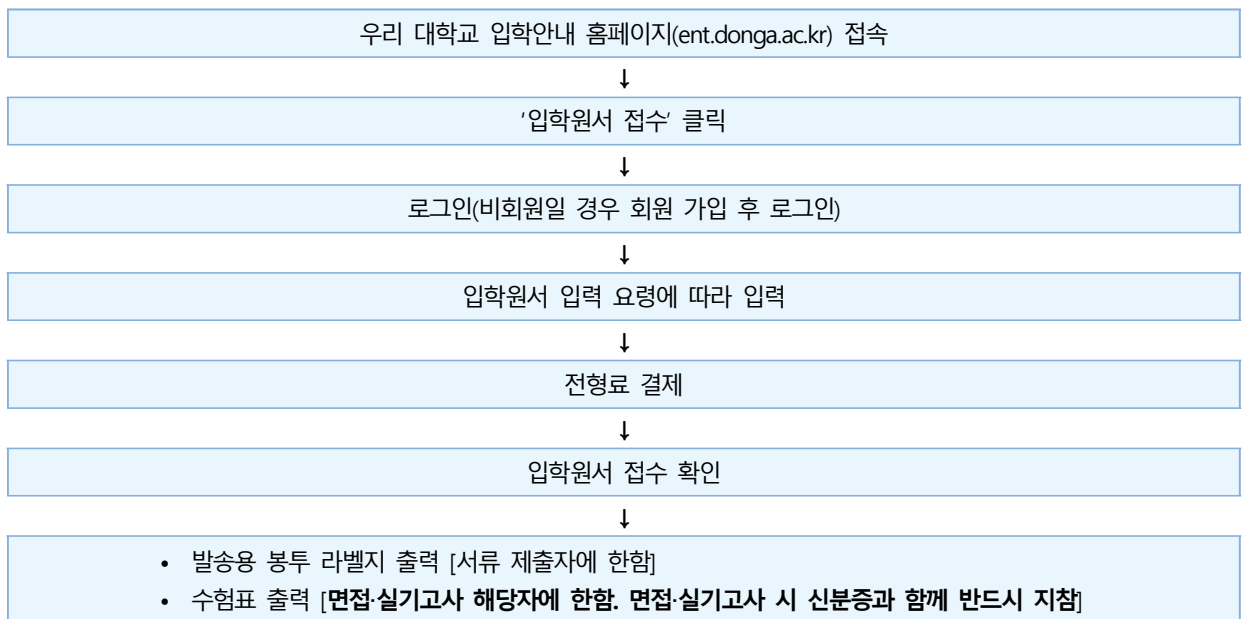 우리 대학교 입학안내 홈페이지(ent.donga.ac.kr) 접속
↓
'입학원서 접수' 클릭
↓
로그인(비회원일 경우 회원 가입 후 로그인)
↓
입학원서 입력 요령에 따라 입력
↓
전형료 결제
↓
입학원서 접수 확인
↓
• 발송용 봉투 라벨지 출력 [서류 제출자에 한함]
• 수험표 출력 [면접·실기고사 해당자에 한함. 면접·실기고사 시 신분증과 함께 반드시 지참]